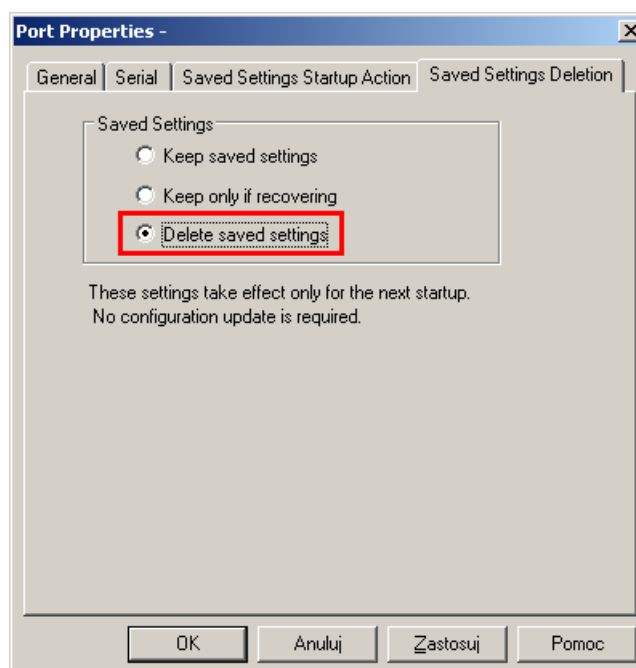 Port Properties -
General Serial Saved Settings Startup Action Saved Settings Deletion
Saved Settings
Keep saved settings
Keep only if recovering
Delete saved settings
These settings take effect only for the next startup.
No configuration update is required.
OK Anuluj Zastosuj Pomoc